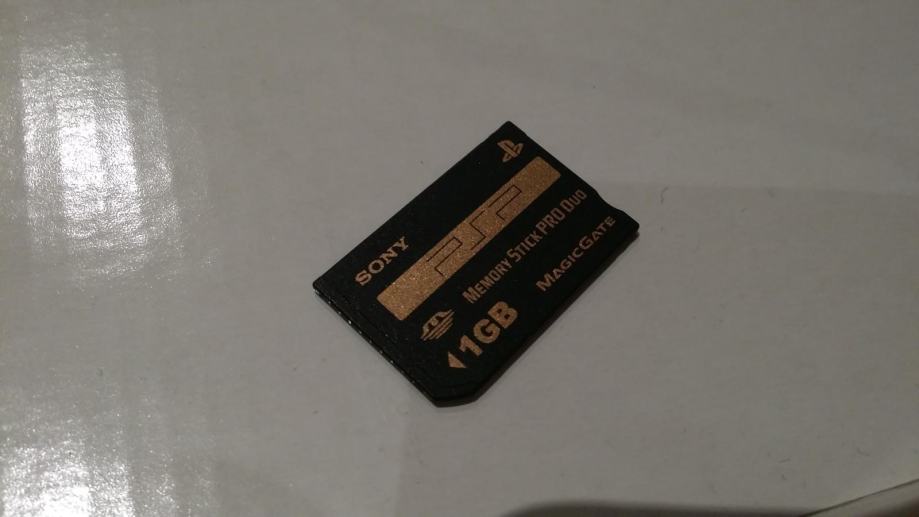 SONY
PSP
MEMORY STICK PRO DUO
1GB
MAGICGATE